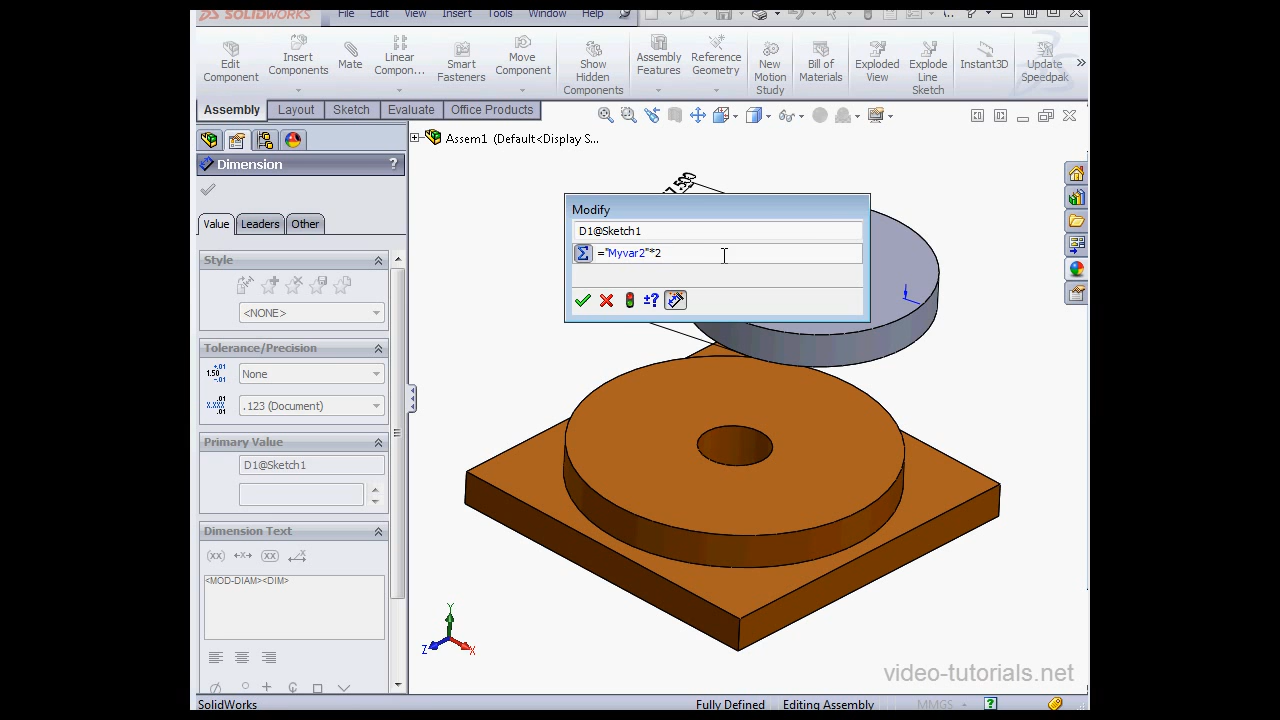 SOLIDWORKS File Edit View Insert Tools Window Help
Edit Component
Insert Components
Mate
Linear Compon...
Smart Fasteners
Move Component
Show Hidden Components
Assembly Features
Reference Geometry
New Motion Study
Bill of Materials
Exploded View
Explode Line Sketch
Instant3D
Update Speedpak
Assembly Layout Sketch Evaluate Office Products
Assem1 (Default<Display S...
Dimension ?
Value Leaders Other
Style
<NONE>
Tolerance/Precision
None
.123 (Document)
Primary Value
D1@Sketch1
Dimension Text
<MOD-DIAM><DIM>
Modify
D1@Sketch1
="Myvar2"*2
Y
Z
X
video-tutorials.net
SolidWorks Fully Defined Editing Assembly MMGS